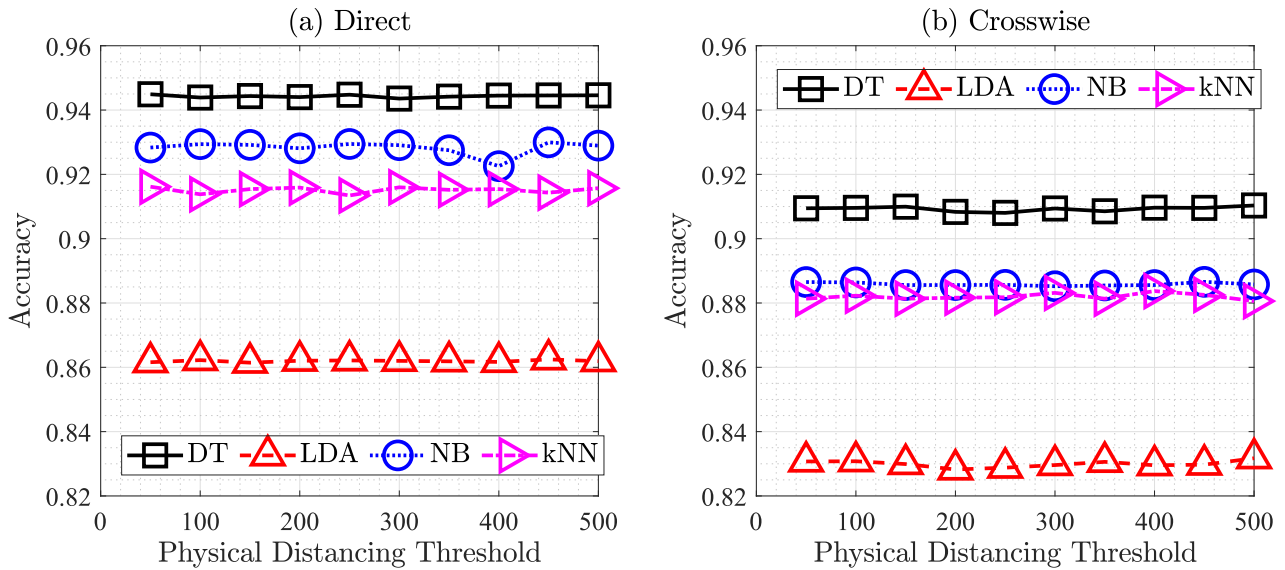 (a) Direct
0.96
0.94
0.92
0.9
0.88
0.86
0.84
0.82
Accuracy
DT LDA NB kNN
0 100 200 300 400 500
Physical Distancing Threshold
(b) Crosswise
0.96
0.94
0.92
0.9
0.88
0.86
0.84
0.82
Accuracy
DT LDA NB kNN
0 100 200 300 400 500
Physical Distancing Threshold